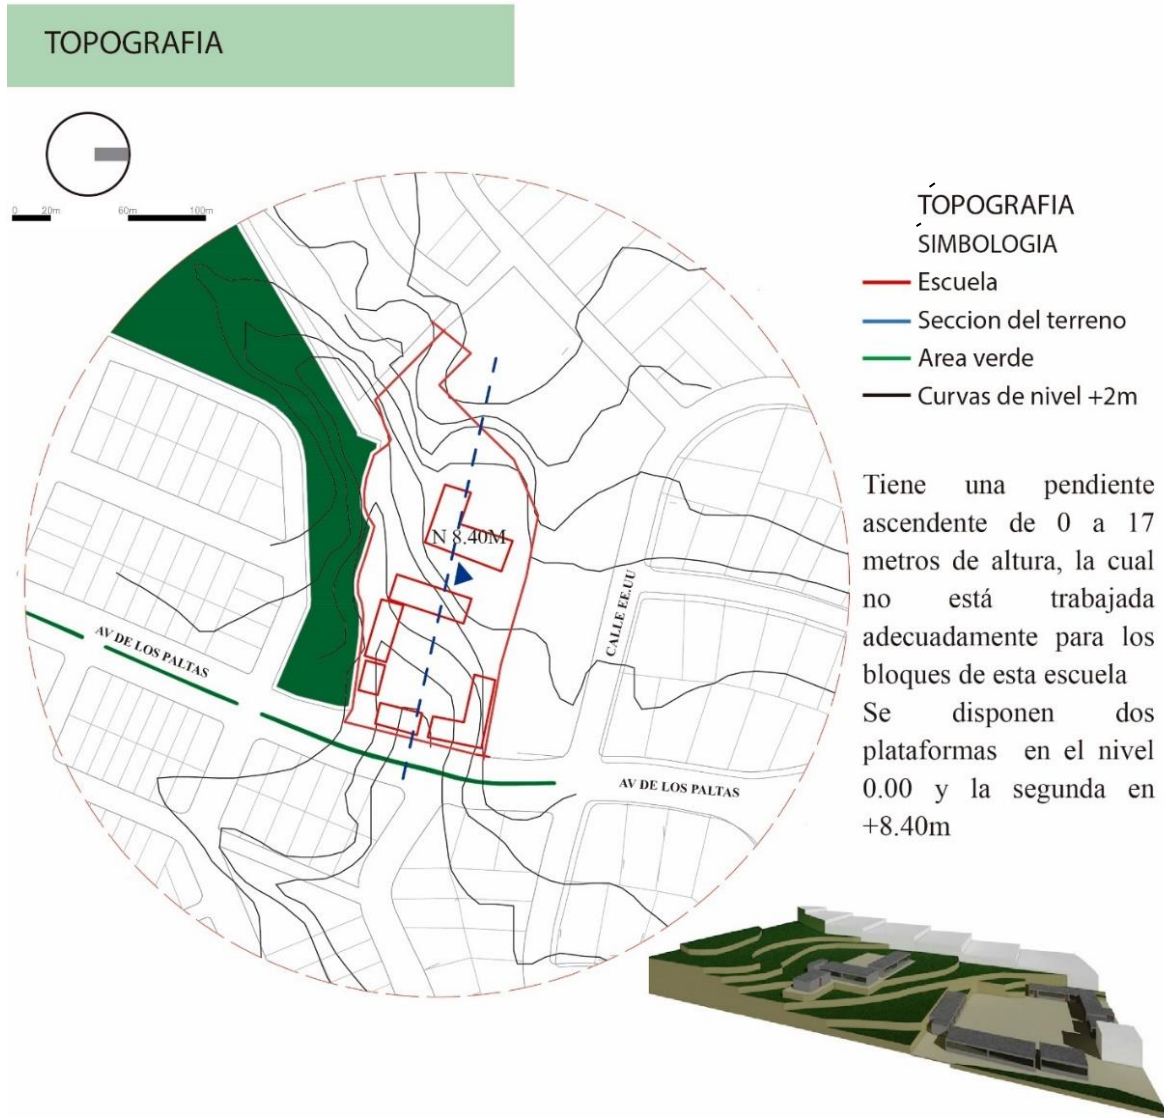 TOPOGRAFIA
0 20m 60m 100m
TOPOGRAFIA
SIMBOLOGIA
Escuela
Seccion del terreno
Area verde
Curvas de nivel +2m
N 8.40M
CALLE EE.UU
AV DE LOS PALTAS
AV DE LOS PALTAS
Tiene una pendiente
ascendente de 0 a 17
metros de altura, la cual
no está trabajada
adecuadamente para los
bloques de esta escuela
Se disponen dos
plataformas en el nivel
0.00 y la segunda en
+8.40m